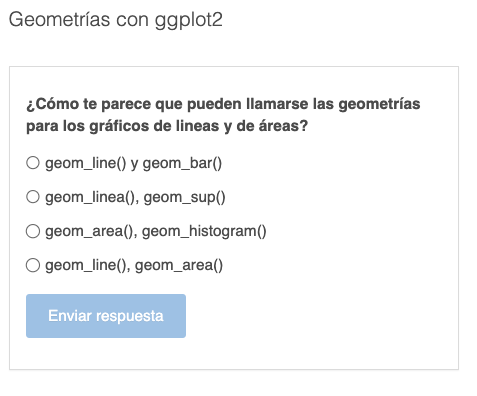 Geometrías con ggplot2
¿Cómo te parece que pueden llamarse las geometrías
para los gráficos de lineas y de áreas?
geom_line() y geom_bar()
geom_linea(), geom_sup()
geom_area(), geom_histogram()
geom_line(), geom_area()
Enviar respuesta